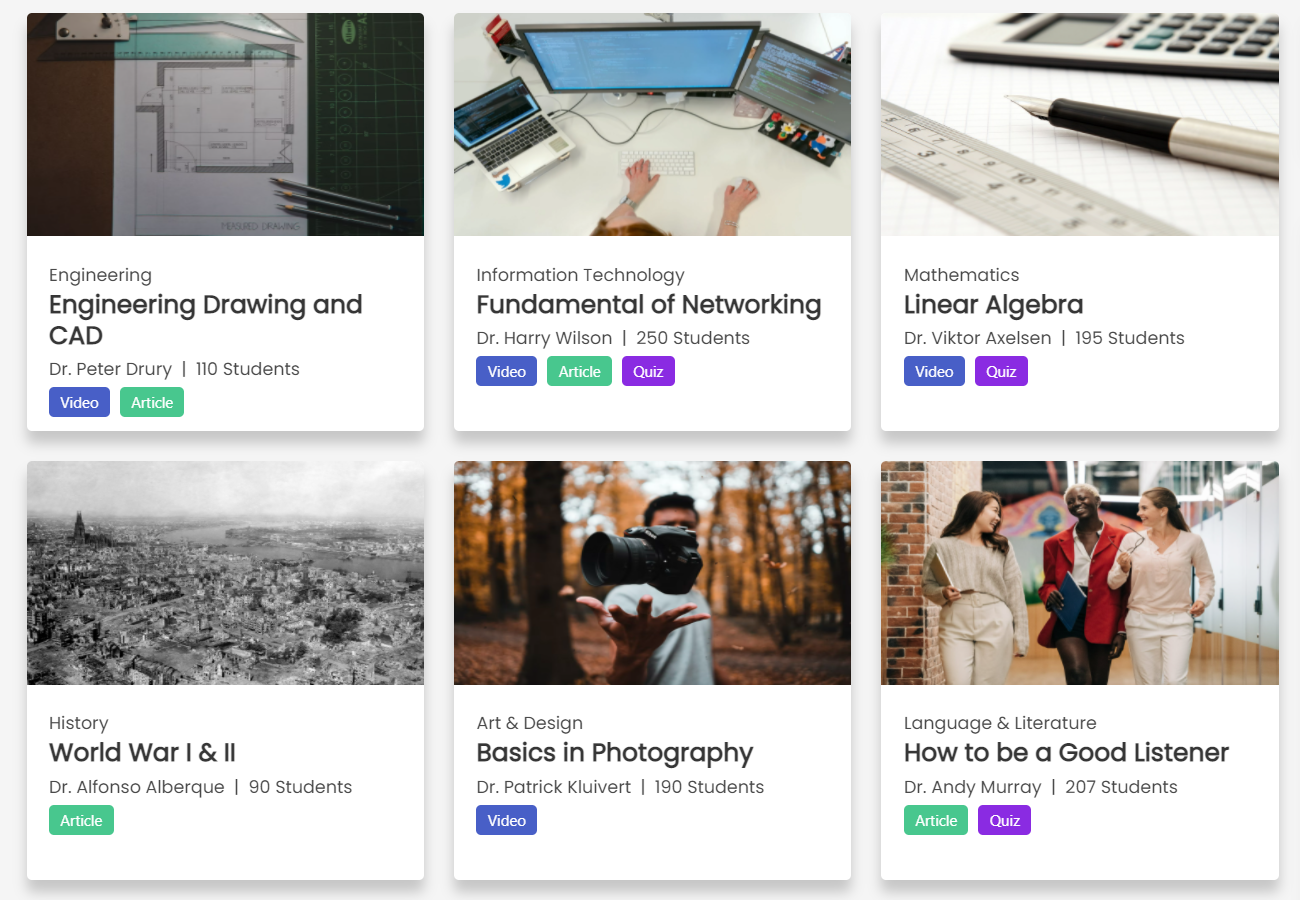 MEASURED DRAWING
Engineering
Engineering Drawing and
CAD
Dr. Peter Drury | 110 Students
Video Article
Information Technology
Fundamental of Networking
Dr. Harry Wilson | 250 Students
Video Article Quiz
Mathematics
Linear Algebra
Dr. Viktor Axelsen | 195 Students
Video Quiz
History
World War I & II
Dr. Alfonso Alberque | 90 Students
Article
Art & Design
Basics in Photography
Dr. Patrick Kluivert | 190 Students
Video
Language & Literature
How to be a Good Listener
Dr. Andy Murray | 207 Students
Article Quiz